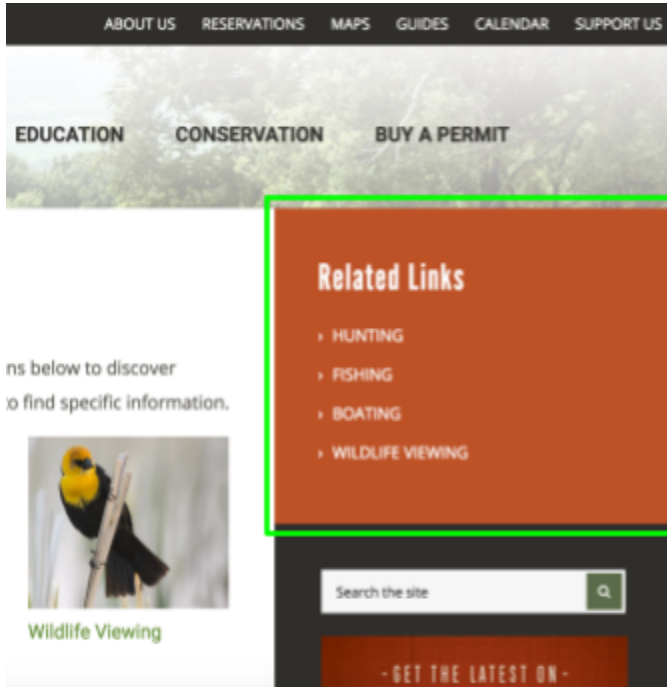 ABOUT US RESERVATIONS MAPS GUIDES CALENDAR SUPPORT US
EDUCATION CONSERVATION BUY A PERMIT
Related Links
› HUNTING
› FISHING
› BOATING
› WILDLIFE VIEWING
ns below to discover
to find specific information.
Wildlife Viewing
Search the site
- GET THE LATEST ON -